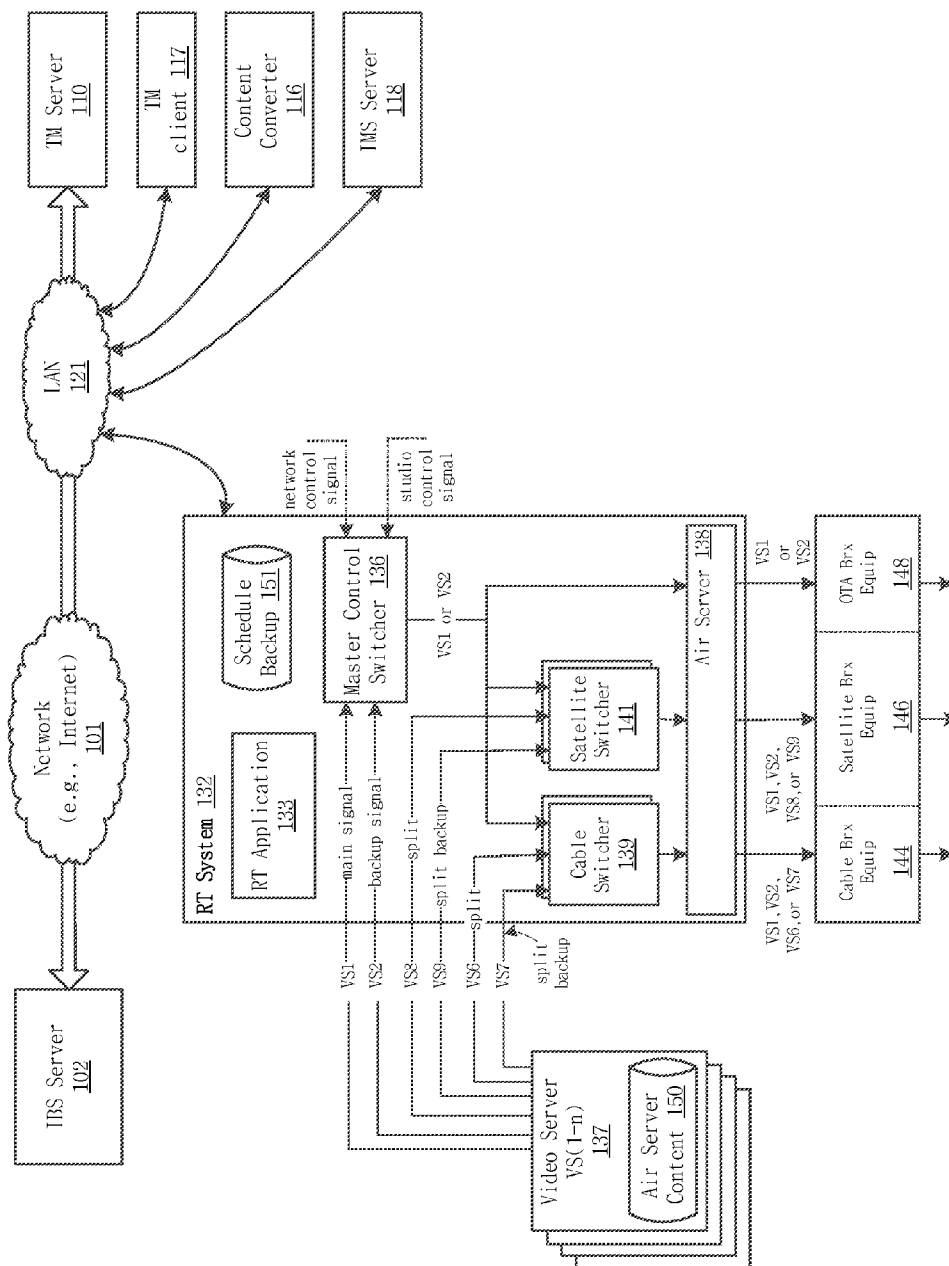 IBS Server
102
Network
(e.g., Internet)
101
LAN
121
TM Server
110
TM
client 117
Content
Converter
116
IMS Server
118
RT System 132
RT Application
133
Schedule
Backup 151
network
control
signal
studio
control
signal
Master Control
Switcher 136
VS1
main signal
VS2
backup signal
VS8
split
VS9
split backup
VS6
split
VS7
split
backup
VS1 or VS2
Satellite
Switcher
141
Cable
Switcher
139
Air Server 138
Video Server
VS(1-n)
137
Air Server
Content 150
VS1,VS2,
VS6,or VS7
VS1,VS2,
VS8,or VS9
VS1
or
VS2
Cable Brx
Equip
144
Satellite Brx
Equip
146
OTA Brx
Equip
148